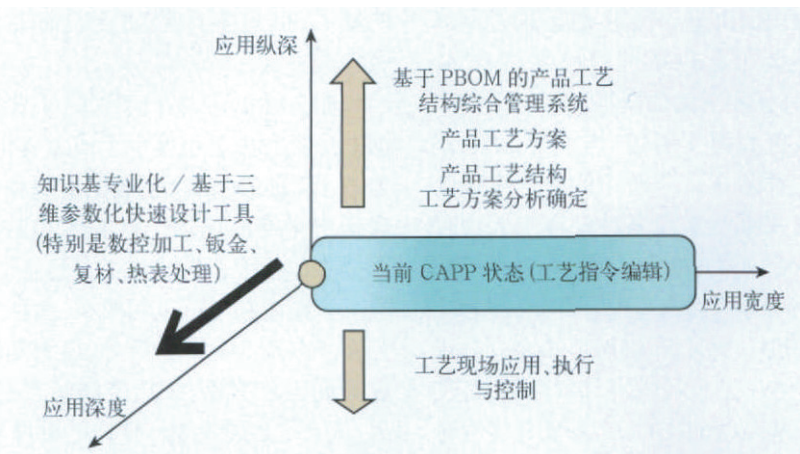 应用纵深
基于 PBOM 的产品工艺
结构综合管理系统
产品工艺方案
产品工艺结构
工艺方案分析确定
知识基专业化 / 基于三
维参数化快速设计工具
(特别是数控加工、钣金、
复材、热表处理)
当前 CAPP 状态(工艺指令编辑)
应用宽度
工艺现场应用、执行
与控制
应用深度